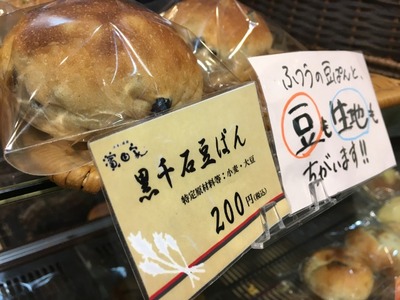 黒千石豆ぱん
特定原材料等:小麦・大豆
200円(税込)
ふつうの豆ぱんと、
豆も生地も
ちがいます!!